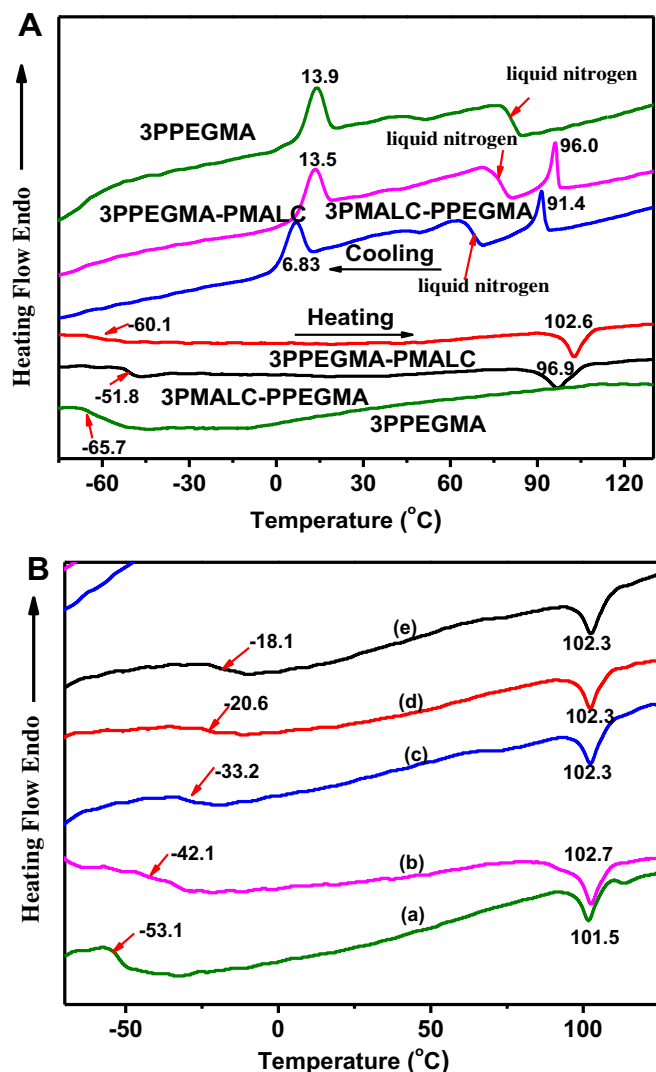 A
13.9
liquid nitrogen
3PPEGMA
liquid nitrogen
13.5
96.0
3PPEGMA-PMALC
3PMALC-PPEGMA
91.4
Cooling
6.83
liquid nitrogen
-60.1
Heating
102.6
3PPEGMA-PMALC
96.9
-51.8
3PMALC-PPEGMA
3PPEGMA
-65.7
Heating Flow Endo
-60 -30 0 30 60 90 120
Temperature (°C)
B
(e)
-18.1
102.3
-20.6
(d)
102.3
(c)
-33.2
102.3
-42.1
(b)
102.7
(a)
-53.1
101.5
Heating Flow Endo
-50 0 50 100
Temperature (°C)